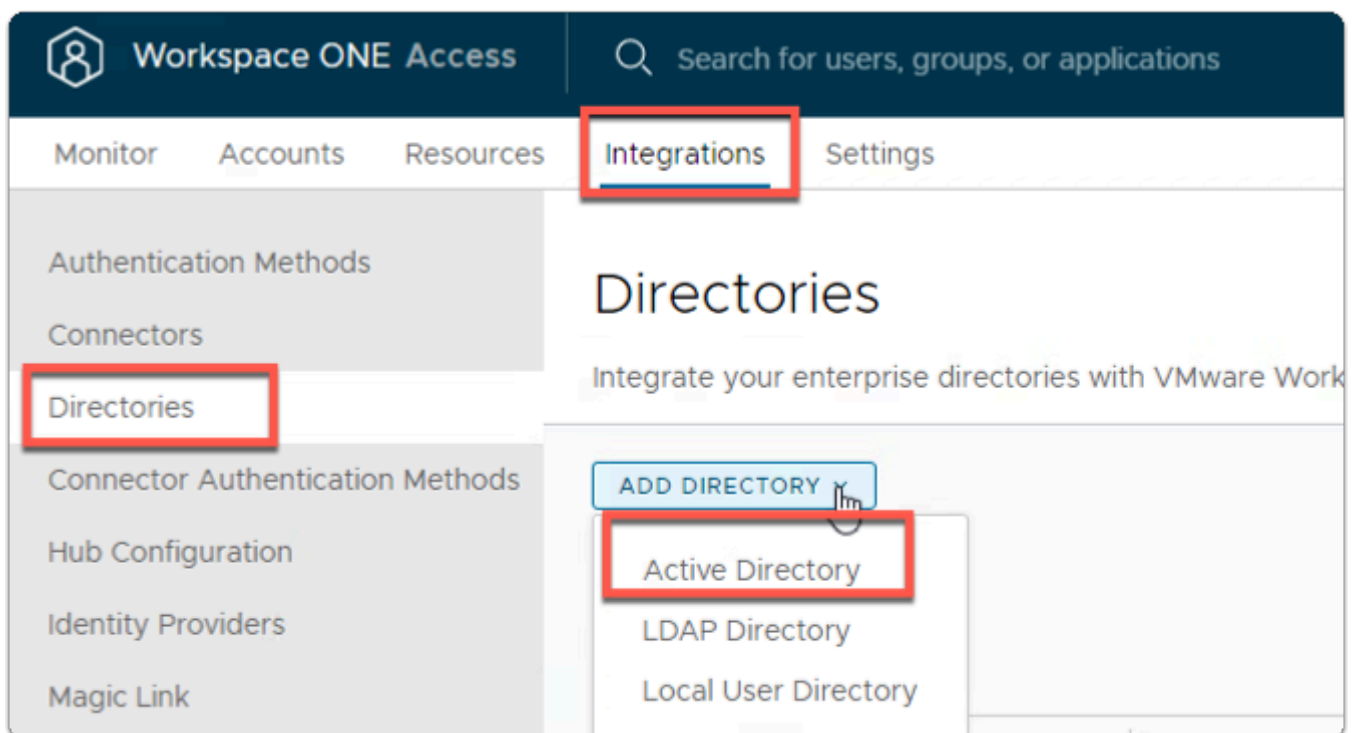 Workspace ONE Access
Search for users, groups, or applications
Monitor Accounts Resources Integrations Settings
Authentication Methods
Connectors
Directories
Connector Authentication Methods
Hub Configuration
Identity Providers
Magic Link
Directories
Integrate your enterprise directories with VMware Work
ADD DIRECTORY
Active Directory
LDAP Directory
Local User Directory